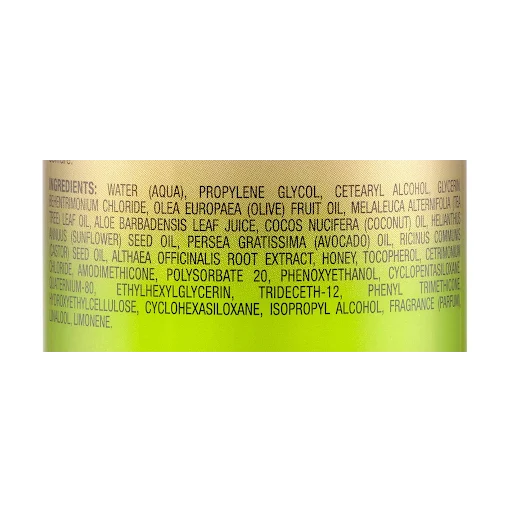 INGREDIENTS: WATER (AQUA), PROPYLENE GLYCOL, CETEARYL ALCOHOL, GLYCERIN,
BEHENTRIMONIUM CHLORIDE, OLEA EUROPAEA (OLIVE) FRUIT OIL, MELALEUCA ALTERNIFOLIA TEA
TREE LEAF OIL, ALOE BARBADENSIS LEAF JUICE, COCOS NUCIFERA (COCONUT) OIL, HELIANTHUS
ANNUUS (SUNFLOWER) SEED OIL, PERSEA GRATISSIMA (AVOCADO) OIL, RICINUS COMMUNIS
(CASTOR) SEED OIL, ALTHAEA OFFICINALIS ROOT EXTRACT, HONEY, TOCOPHEROL, CETRIMONIUM
CHLORIDE, AMODIMETHICONE, POLYSORBATE 20, PHENOXYETHANOL, CYCLOPENTASILOXANE,
QUATERNIUM-80, ETHYLHEXYLGLYCERIN, TRIDECETH-12, PHENYL TRIMETHICONE,
HYDROXYETHYLCELLULOSE, CYCLOHEXASILOXANE, ISOPROPYL ALCOHOL, FRAGRANCE (PARFUM),
LINALOOL, LIMONENE.